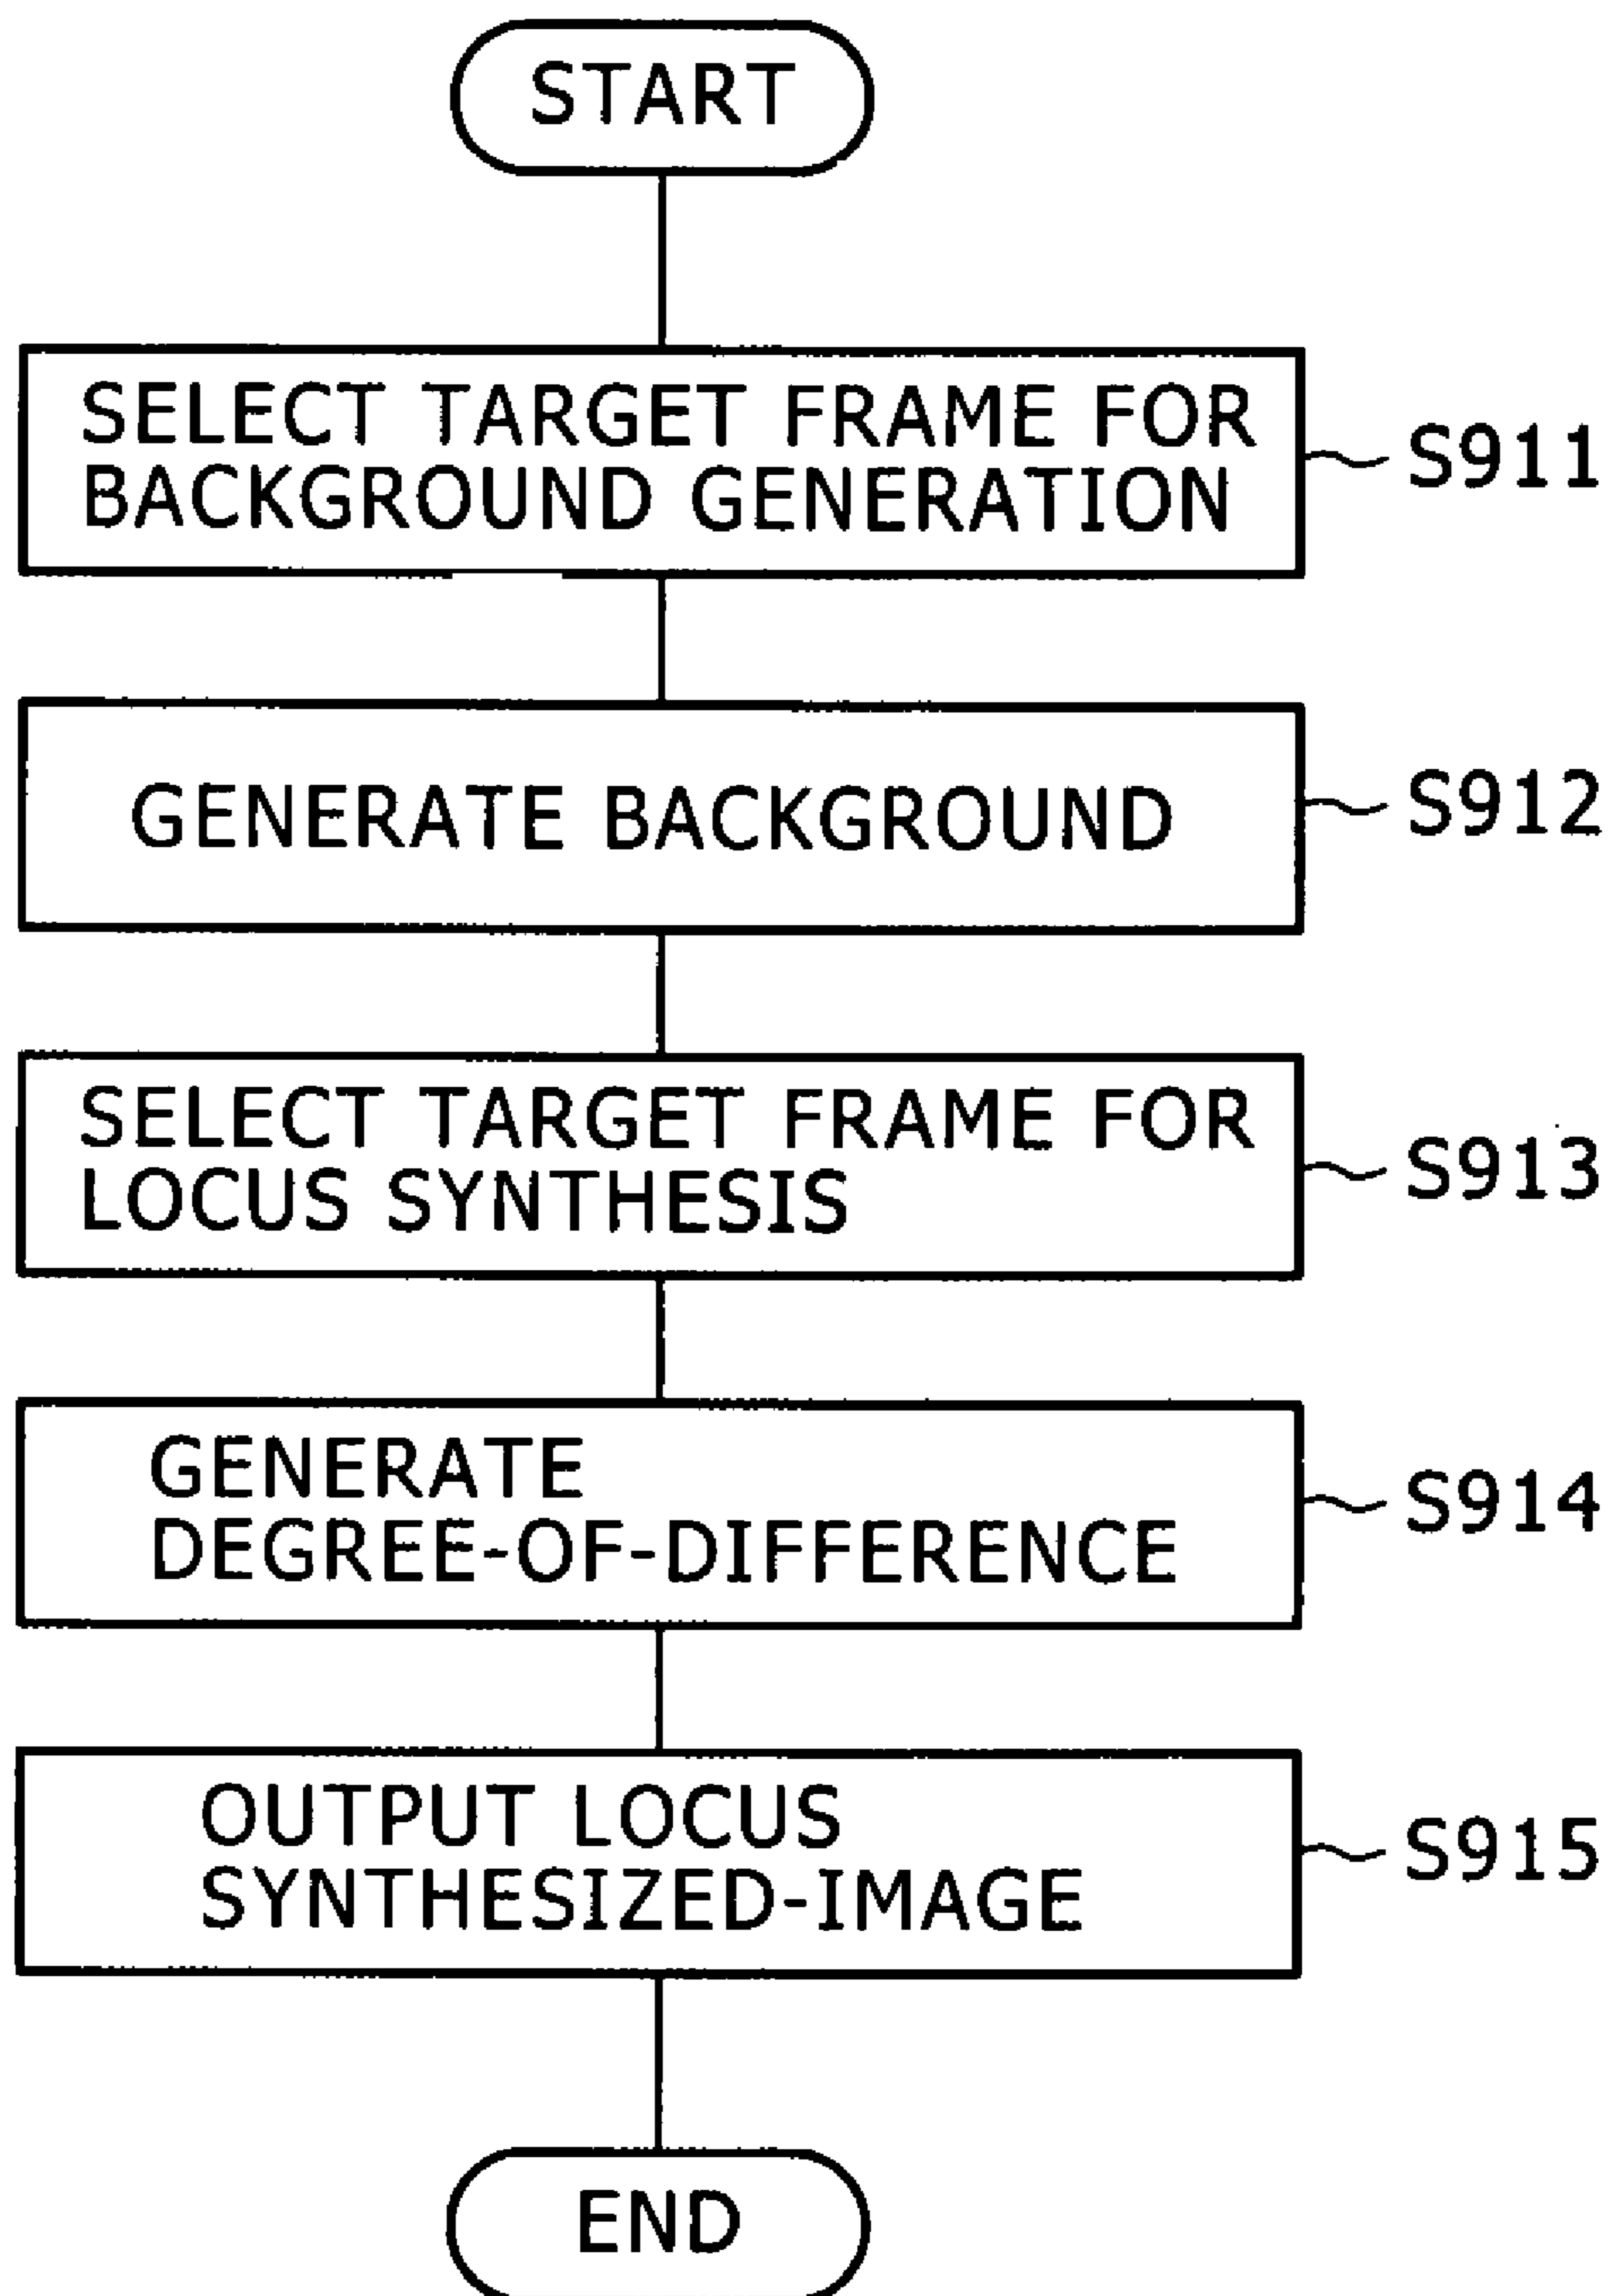 START
SELECT TARGET FRAME FOR
BACKGROUND GENERATION
S911
GENERATE BACKGROUND
S912
SELECT TARGET FRAME FOR
LOCUS SYNTHESIS
S913
GENERATE
DEGREE-OF-DIFFERENCE
S914
OUTPUT LOCUS
SYNTHESIZED-IMAGE
S915
END